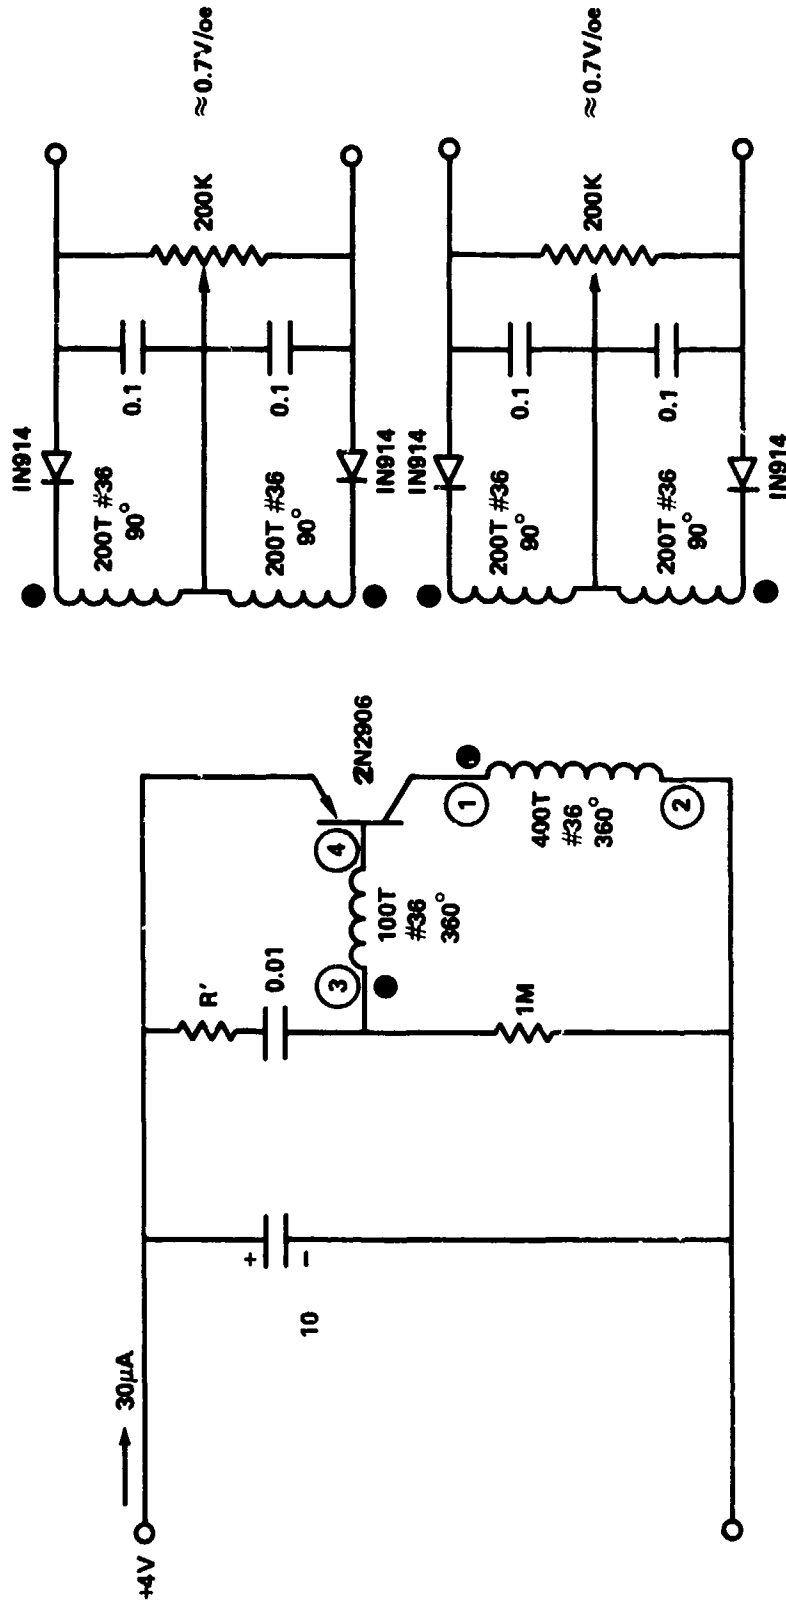 +4V
30µA
10
+
−
R′
0.01
1M
3
100T
#36
360°
4
2N2906
1
400T
#36
360°
2
IN914
200T #36
90°
0.1
200K
≈0.7V/oe
200T #36
90°
0.1
IN914
IN914
200T #36
90°
0.1
200K
≈0.7V/oe
200T #36
90°
0.1
IN914